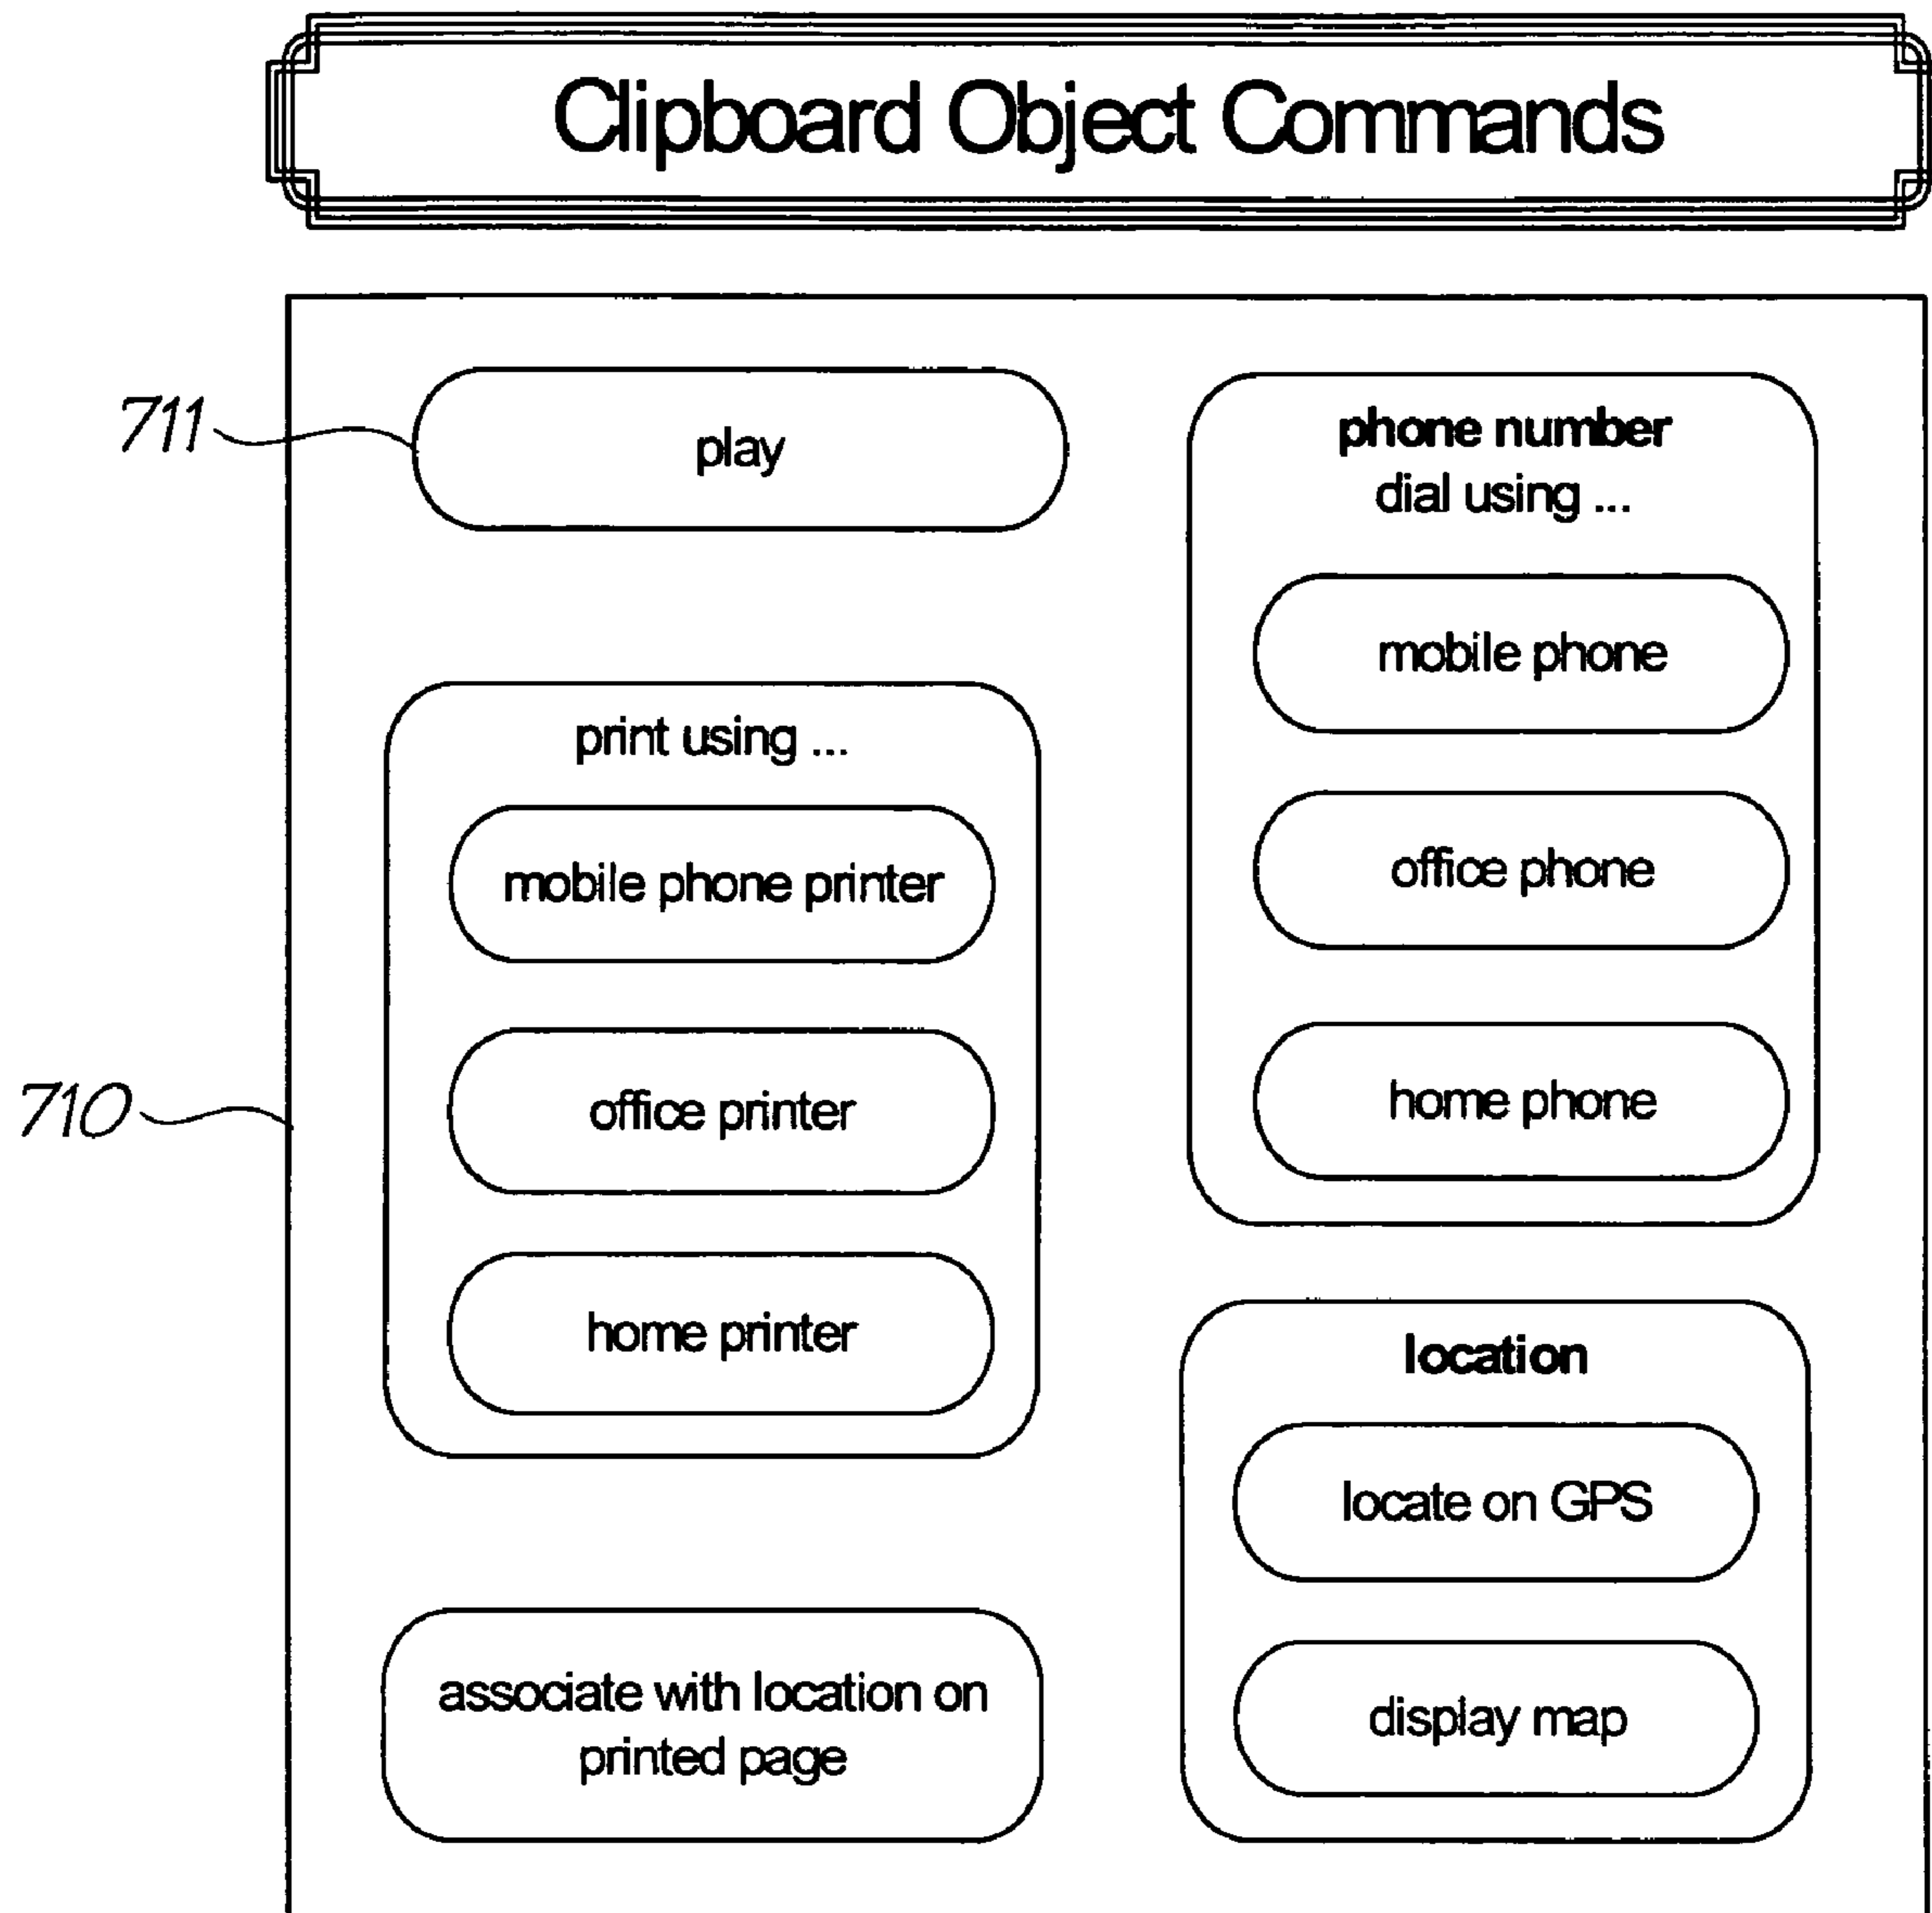 Clipboard Object Commands
711
play
print using ...
mobile phone printer
office printer
home printer
710
associate with location on
printed page
phone number
dial using ...
mobile phone
office phone
home phone
location
locate on GPS
display map